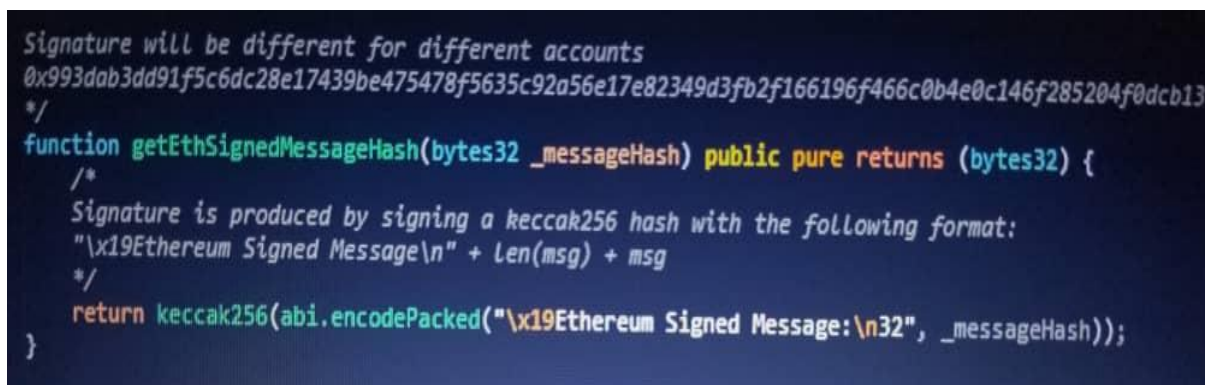 Signature will be different for different accounts
0x993dab3dd91f5c6dc28e17439be475478f5635c92a56e17e82349d3fb2f166196f466c0b4e0c146f285204f0dcb13
*/
function getEthSignedMessageHash(bytes32 _messageHash) public pure returns (bytes32) {
/*
Signature is produced by signing a keccak256 hash with the following format:
"\x19Ethereum Signed Message\n" + len(msg) + msg
*/
return keccak256(abi.encodePacked("\x19Ethereum Signed Message:\n32", _messageHash));
}